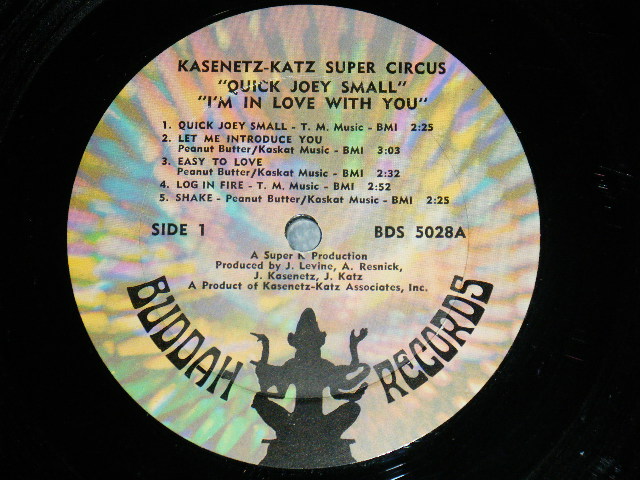 KASENETZ-KATZ SUPER CIRCUS
"QUICK JOEY SMALL"
"I'M IN LOVE WITH YOU"
1. QUICK JOEY SMALL - T. M. Music - BMI 2:25
2. LET ME INTRODUCE YOU
Peanut Butter/Kaskat Music - BMI 3:03
3. EASY TO LOVE
Peanut Butter/Kaskat Music - BMI 2:32
4. LOG IN FIRE - T. M. Music - BMI 2:52
5. SHAKE - Peanut Butter/Kaskat Music - BMI 2:25
SIDE 1
BDS 5028A
A Super K Production
Produced by J. Levine, A. Resnick,
J. Kasenetz, J. Katz
A Product of Kasenetz-Katz Associates, Inc.
BUDDAH RECORDS